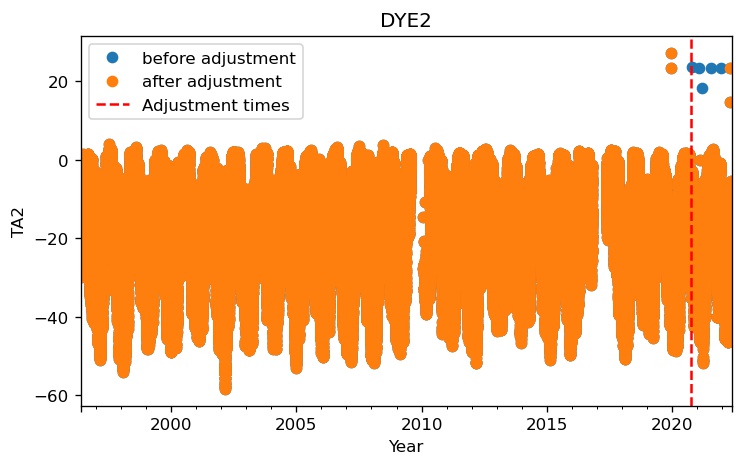 DYE2
before adjustment
after adjustment
Adjustment times
TA2
20
0
−20
−40
−60
2000
2005
2010
2015
2020
Year